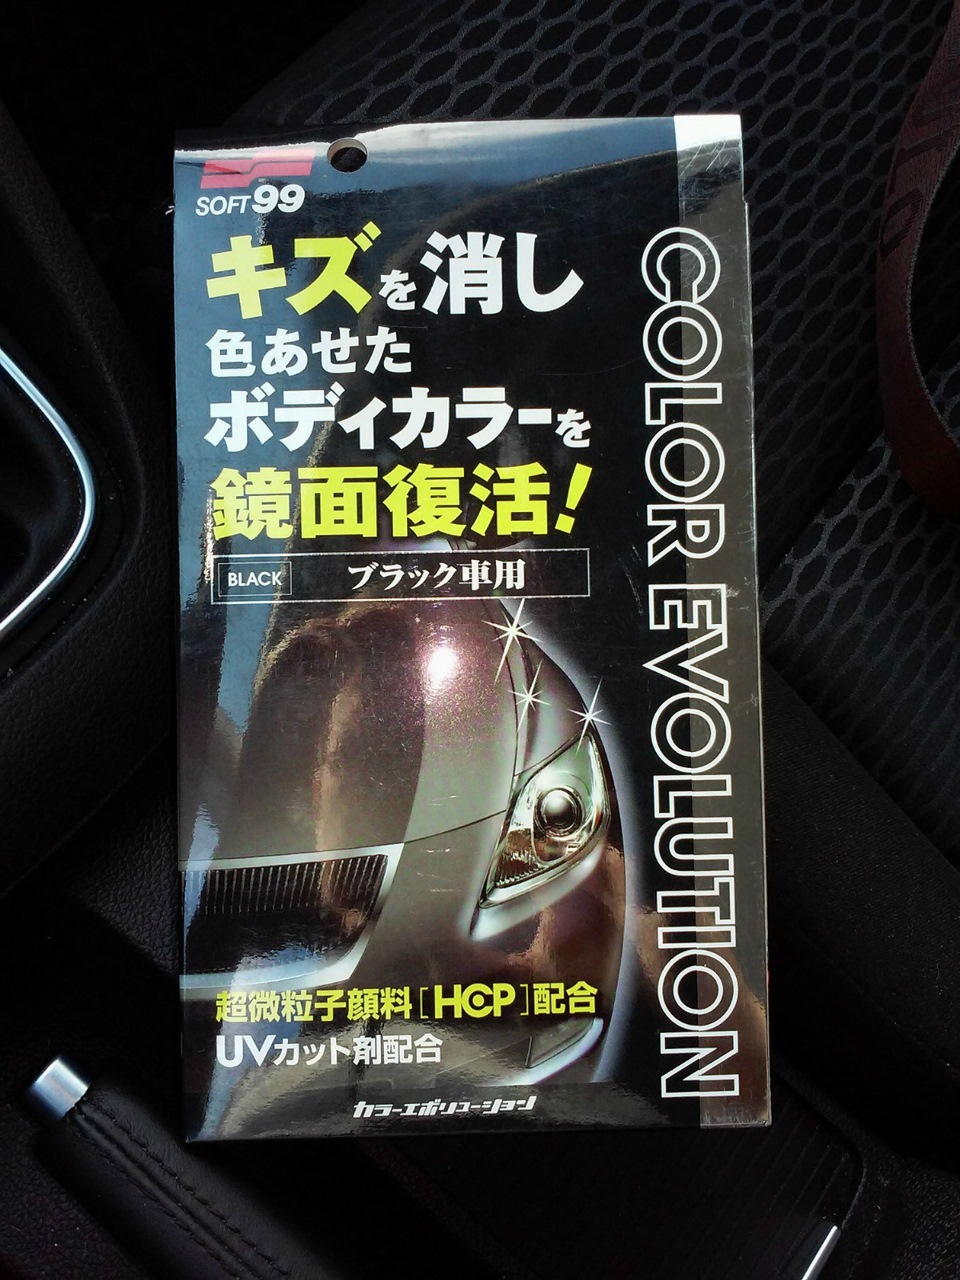 SOFT99
キズを消し
色あせた
ボディカラーを
鏡面復活!
BLACK ブラック車用
COLOR EVOLUTION
超微粒子顔料[HCP]配合
UVカット剤配合
カラーエボリューション